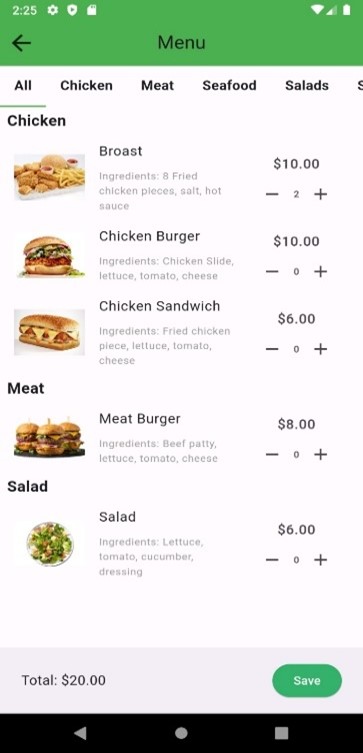 2:25
Menu
All Chicken Meat Seafood Salads S
Chicken
Broast
$10.00
Ingredients: 8 Fried
chicken pieces, salt, hot
sauce
— 2 +
Chicken Burger
$10.00
Ingredients: Chicken Slide,
lettuce, tomato, cheese
— 0 +
Chicken Sandwich
$6.00
Ingredients: Fried chicken
piece, lettuce, tomato,
cheese
— 0 +
Meat
Meat Burger
$8.00
Ingredients: Beef patty,
lettuce, tomato, cheese
— 0 +
Salad
Salad
$6.00
Ingredients: Lettuce,
tomato, cucumber,
dressing
— 0 +
Total: $20.00
Save